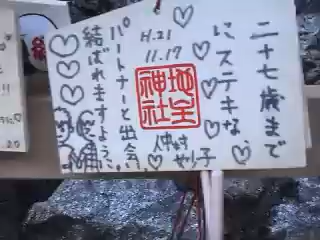 二十七歳まで
にステキな
パートナーと出会い
結ばれますように
H.21
11.17
地主
神社